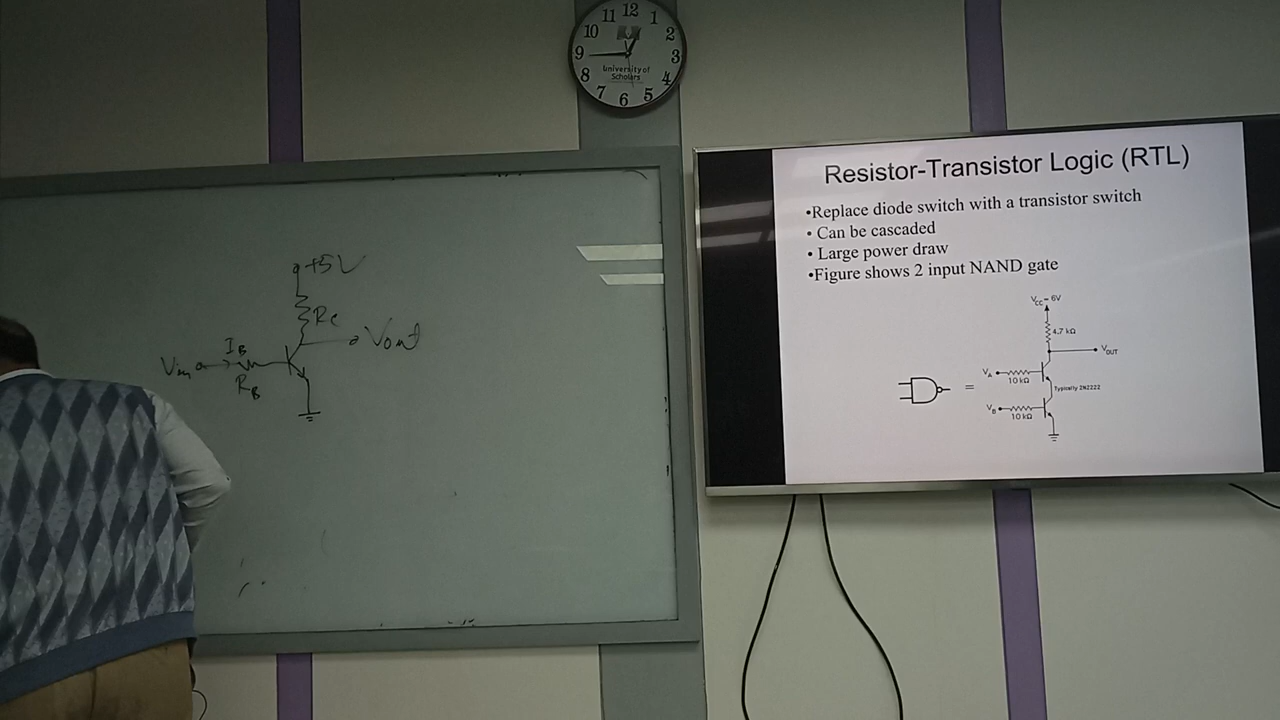 11 12 1
10 2
9 3
8 4
7 6 5
University of
Scholars
+5V
Rc
Vout
IB
Vin
RB
Resistor-Transistor Logic (RTL)
•Replace diode switch with a transistor switch
• Can be cascaded
• Large power draw
•Figure shows 2 input NAND gate
VCC = 6V
4.7 kΩ
VOUT
VA
10 kΩ
=
Typically 2N2222
VB
10 kΩ